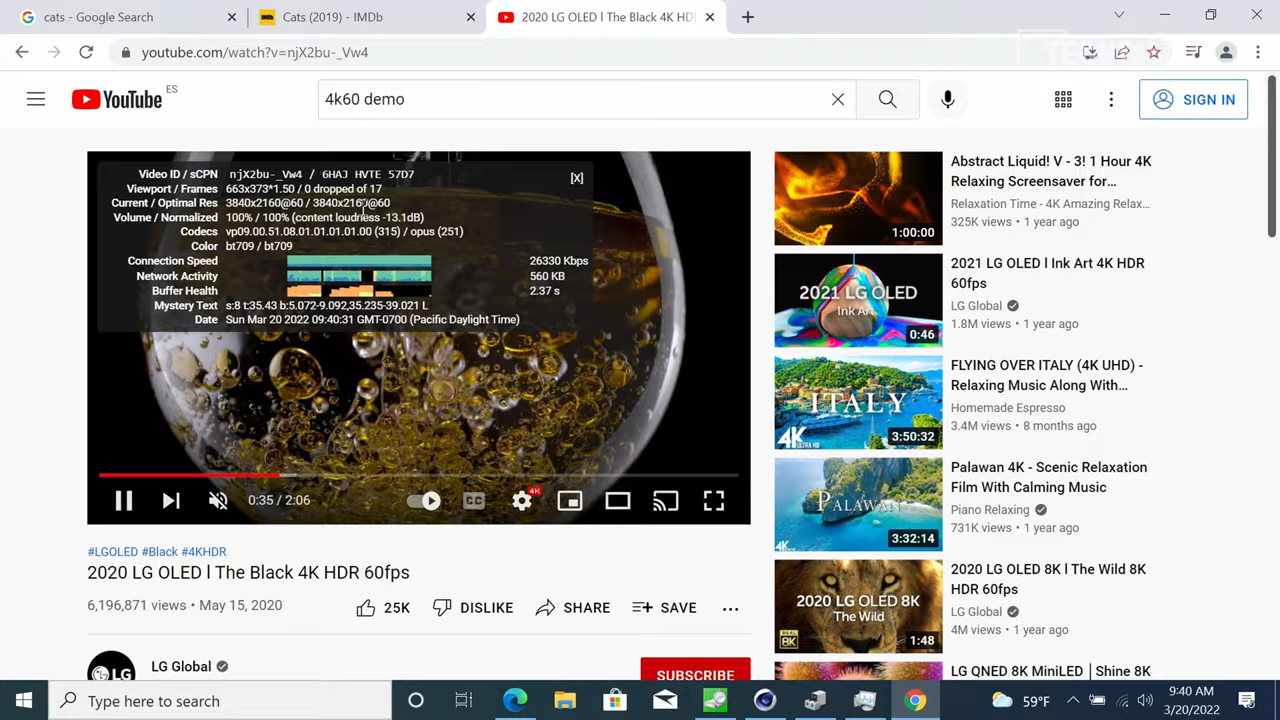 cats - Google Search
Cats (2019) - IMDb
2020 LG OLED l The Black 4K HD
youtube.com/watch?v=njX2bu-_Vw4
YouTube ES
4k60 demo
SIGN IN
Video ID / sCPN njX2bu-_Vw4 / 6HAJ HVTE 57D7
[X]
Viewport / Frames 663x373*1.50 / 0 dropped of 17
Current / Optimal Res 3840x2160@60 / 3840x2160@60
Volume / Normalized 100% / 100% (content loudness -13.1dB)
Codecs vp09.00.51.08.01.01.01.01.00 (315) / opus (251)
Color bt709 / bt709
Connection Speed 26330 Kbps
Network Activity 560 KB
Buffer Health 2.37 s
Mystery Text s:8 t:35.43 b:5.072-9.092,35.235-39.021 L
Date Sun Mar 20 2022 09:40:31 GMT-0700 (Pacific Daylight Time)
0:35 / 2:06
CC
4K
#LGOLED #Black #4KHDR
2020 LG OLED l The Black 4K HDR 60fps
6,196,871 views • May 15, 2020
25K
DISLIKE
SHARE
SAVE
LG
LG Global
SUBSCRIBE
1:00:00
Abstract Liquid! V - 3! 1 Hour 4K
Relaxing Screensaver for...
Relaxation Time - 4K Amazing Relax...
325K views • 1 year ago
2021 LG OLED
Ink Art
0:46
2021 LG OLED l Ink Art 4K HDR
60fps
LG Global
1.8M views • 1 year ago
ITALY
4K
ULTRA HD
3:50:32
FLYING OVER ITALY (4K UHD) -
Relaxing Music Along With...
Homemade Espresso
3.4M views • 8 months ago
PALAWAN
4K
3:32:14
Palawan 4K - Scenic Relaxation
Film With Calming Music
Piano Relaxing
731K views • 1 year ago
2020 LG OLED 8K
The Wild
8K
1:48
2020 LG OLED 8K l The Wild 8K
HDR 60fps
LG Global
4M views • 1 year ago
LG QNED 8K MiniLED | Shine 8K
Type here to search
59°F
9:40 AM
3/20/2022